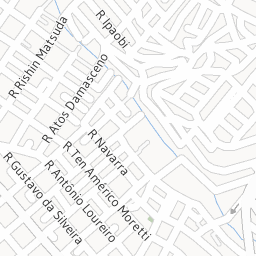 R Ipaobi
R Rishin Matsuda
R Atos Damasceno
R Navarra
R Ten Américo Moretti
R Antônio Loureiro
R Gustavo da Silveira